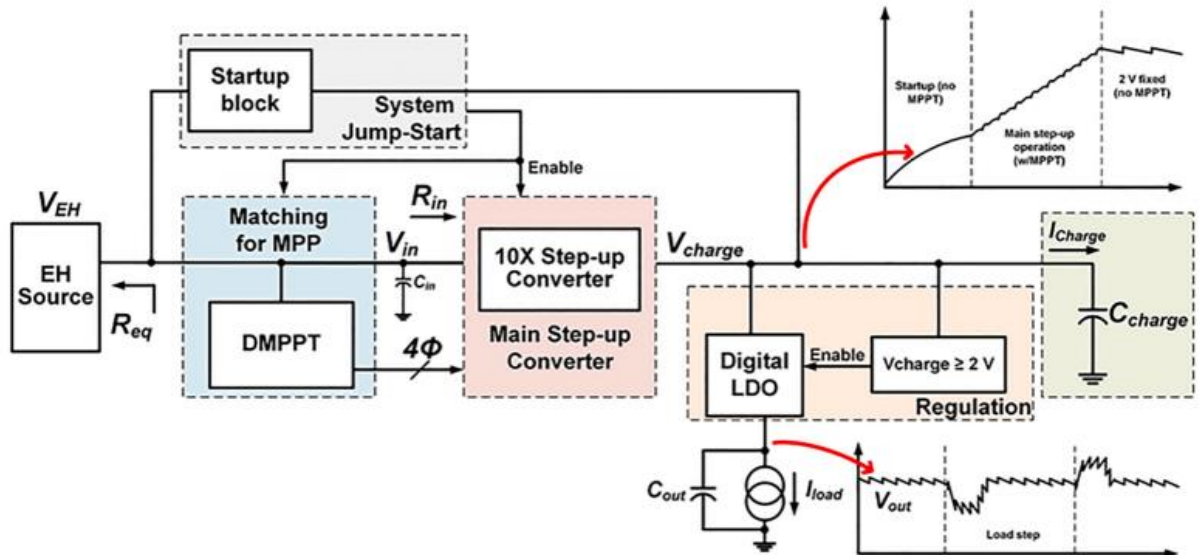 Startup
block
System
Jump-Start
Enable
V_EH
EH
Source
R_eq
Matching
for MPP
DMPPT
V_in
C_in
R_in
4Φ
10X Step-up
Converter
Main Step-up
Converter
V_charge
Digital
LDO
Enable
Vcharge ≥ 2 V
Regulation
I_Charge
C_charge
C_out
I_load
Startup (no
MPPT)
Main step-up
operation
(w/MPPT)
2 V fixed
(no MPPT)
V_out
Load step